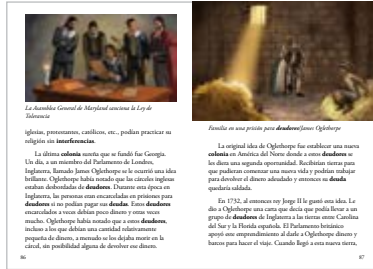 La Asamblea General de Maryland sanciona la Ley de
Tolerancia
iglesias, protestantes, católicos, etc., podían practicar su
religión sin interferencias.
La última colonia sureña que se fundó fue Georgia.
Un día, a un miembro del Parlamento de Londres,
Inglaterra, llamado James Oglethorpe se le ocurrió una idea
brillante. Oglethorpe había notado que las cárceles inglesas
estaban desbordadas de deudores. Durante esta época en
Inglaterra, las personas eran encarceladas en prisiones para
deudores si no podían pagar sus deudas. Estos deudores
encarcelados a veces debían poco dinero y otras veces
mucho. Oglethorpe había notado que a estos deudores,
incluso a los que debían una cantidad relativamente
pequeña de dinero, a menudo se los dejaba morir en la
cárcel, sin posibilidad alguna de devolver ese dinero.
86
Familia en una prisión para deudores/James Oglethorpe
La original idea de Oglethorpe fue establecer una nueva
colonia en América del Norte donde a estos deudores se
les diera una segunda oportunidad. Recibirían tierras para
que pudieran comenzar una nueva vida y podrían trabajar
para devolver el dinero adeudado y entonces su deuda
quedaría saldada.
En 1732, al entonces rey Jorge II le gustó esta idea. Le
dio a Oglethorpe una carta que decía que podía llevar a un
grupo de deudores de Inglaterra a las tierras entre Carolina
del Sur y la Florida española. El Parlamento británico
apoyó este emprendimiento al darle a Oglethorpe dinero y
barcos para hacer el viaje. Cuando llegó a esta nueva tierra,
87